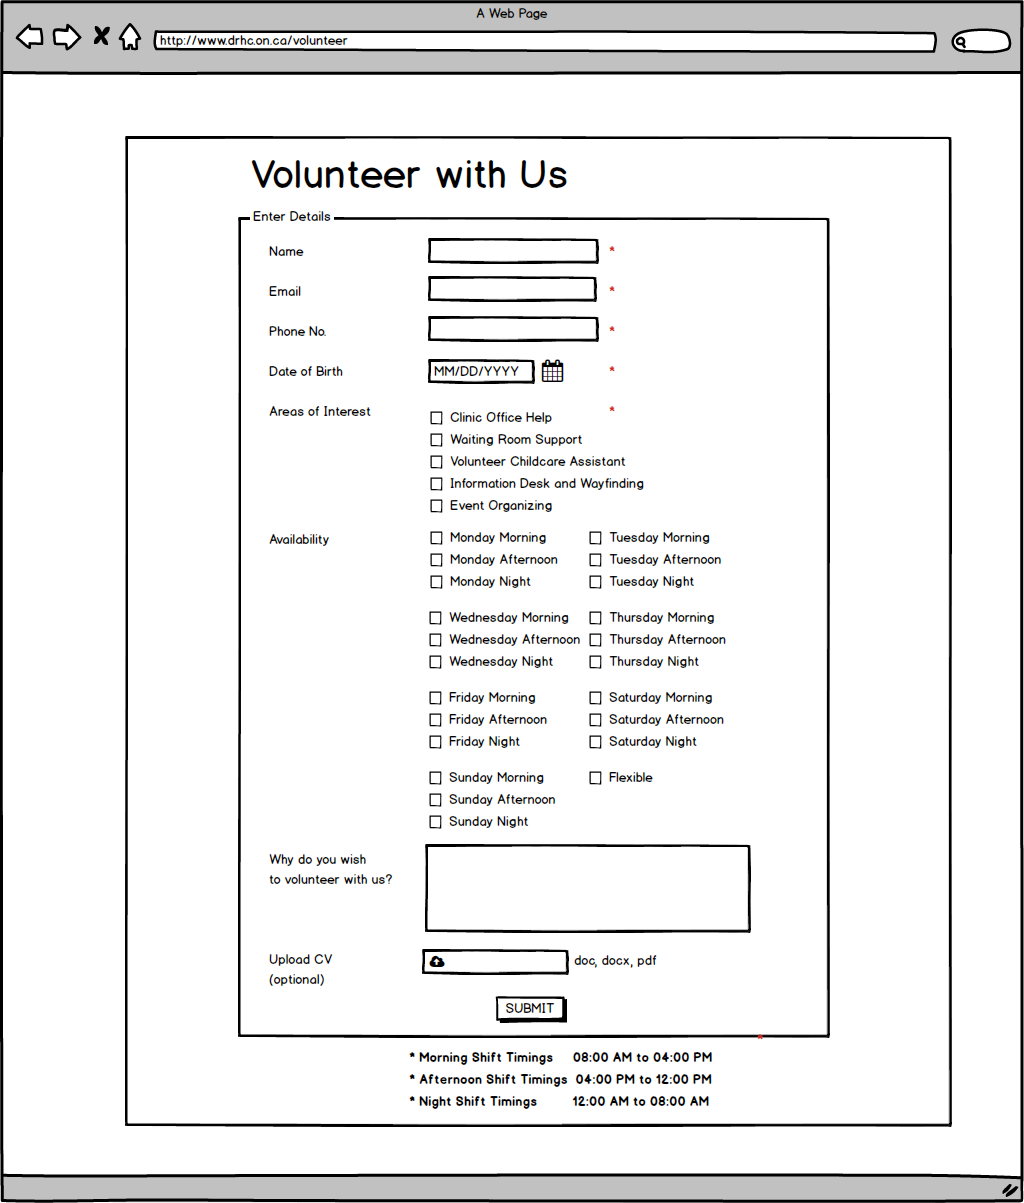 A Web Page
http://www.drhc.on.ca/volunteer
Volunteer with Us
Enter Details
Name *
Email *
Phone No. *
Date of Birth MM/DD/YYYY *
Areas of Interest *
Clinic Office Help
Waiting Room Support
Volunteer Childcare Assistant
Information Desk and Wayfinding
Event Organizing
Availability
Monday Morning Tuesday Morning
Monday Afternoon Tuesday Afternoon
Monday Night Tuesday Night
Wednesday Morning Thursday Morning
Wednesday Afternoon Thursday Afternoon
Wednesday Night Thursday Night
Friday Morning Saturday Morning
Friday Afternoon Saturday Afternoon
Friday Night Saturday Night
Sunday Morning Flexible
Sunday Afternoon
Sunday Night
Why do you wish
to volunteer with us?
Upload CV doc, docx, pdf
(optional)
SUBMIT
*
* Morning Shift Timings 08:00 AM to 04:00 PM
* Afternoon Shift Timings 04:00 PM to 12:00 PM
* Night Shift Timings 12:00 AM to 08:00 AM